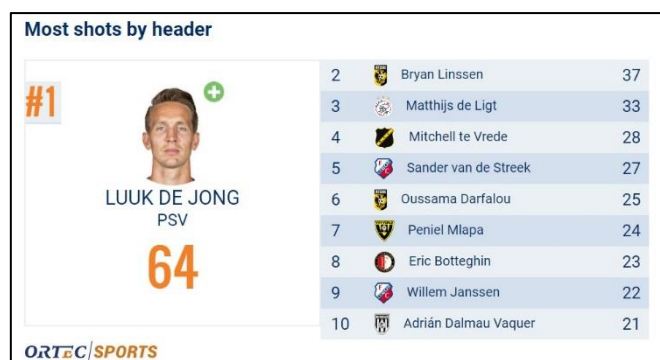 Most shots by header
#1
LUUK DE JONG
PSV
64
2 Bryan Linssen 37
3 Matthijs de Ligt 33
4 Mitchell te Vrede 28
5 Sander van de Streek 27
6 Oussama Darfalou 25
7 Peniel Mlapa 24
8 Eric Botteghin 23
9 Willem Janssen 22
10 Adrián Dalmau Vaquer 21
ORTEC SPORTS